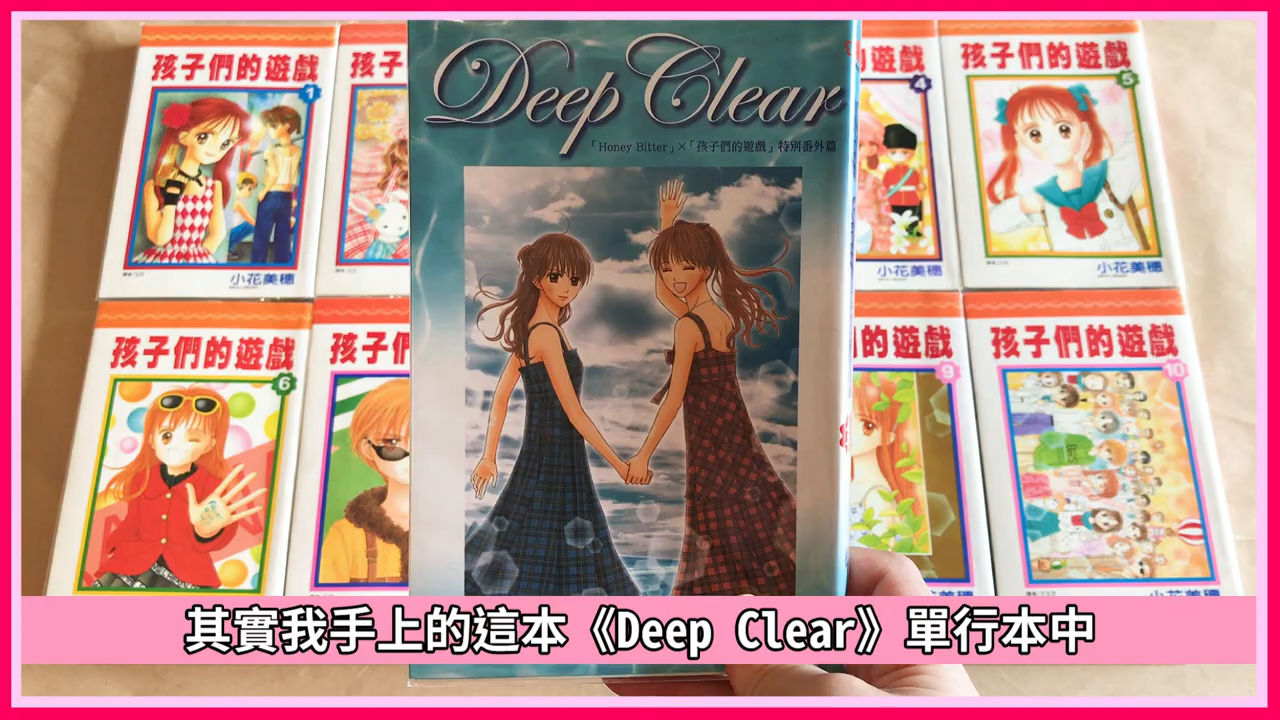 孩子們的遊戲
1
小花美穗
孩子
Deep Clear
「Honey Bitter」×「孩子們的遊戲」特別番外篇
的遊戲
4
小花美穗
孩子們的遊戲
5
小花美穗
孩子們的遊戲
6
孩子們
的遊戲
9
孩子們的遊戲
10
其實我手上的這本《Deep Clear》單行本中